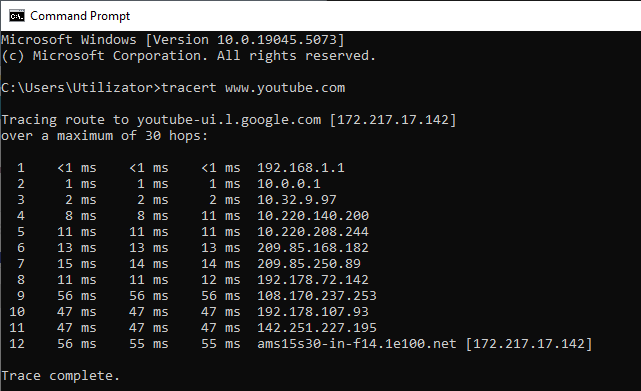 Command Prompt
Microsoft Windows [Version 10.0.19045.5073]
(c) Microsoft Corporation. All rights reserved.
C:\Users\Utilizator>tracert www.youtube.com
Tracing route to youtube-ui.l.google.com [172.217.17.142]
over a maximum of 30 hops:
1 <1 ms <1 ms <1 ms 192.168.1.1
2 1 ms 1 ms 1 ms 10.0.0.1
3 2 ms 2 ms 2 ms 10.32.9.97
4 8 ms 8 ms 11 ms 10.220.140.200
5 11 ms 11 ms 11 ms 10.220.208.244
6 13 ms 13 ms 13 ms 209.85.168.182
7 15 ms 14 ms 14 ms 209.85.250.89
8 11 ms 11 ms 12 ms 192.178.72.142
9 56 ms 56 ms 56 ms 108.170.237.253
10 47 ms 47 ms 47 ms 192.178.107.93
11 47 ms 47 ms 47 ms 142.251.227.195
12 56 ms 55 ms 55 ms ams15s30-in-f14.1e100.net [172.217.17.142]
Trace complete.